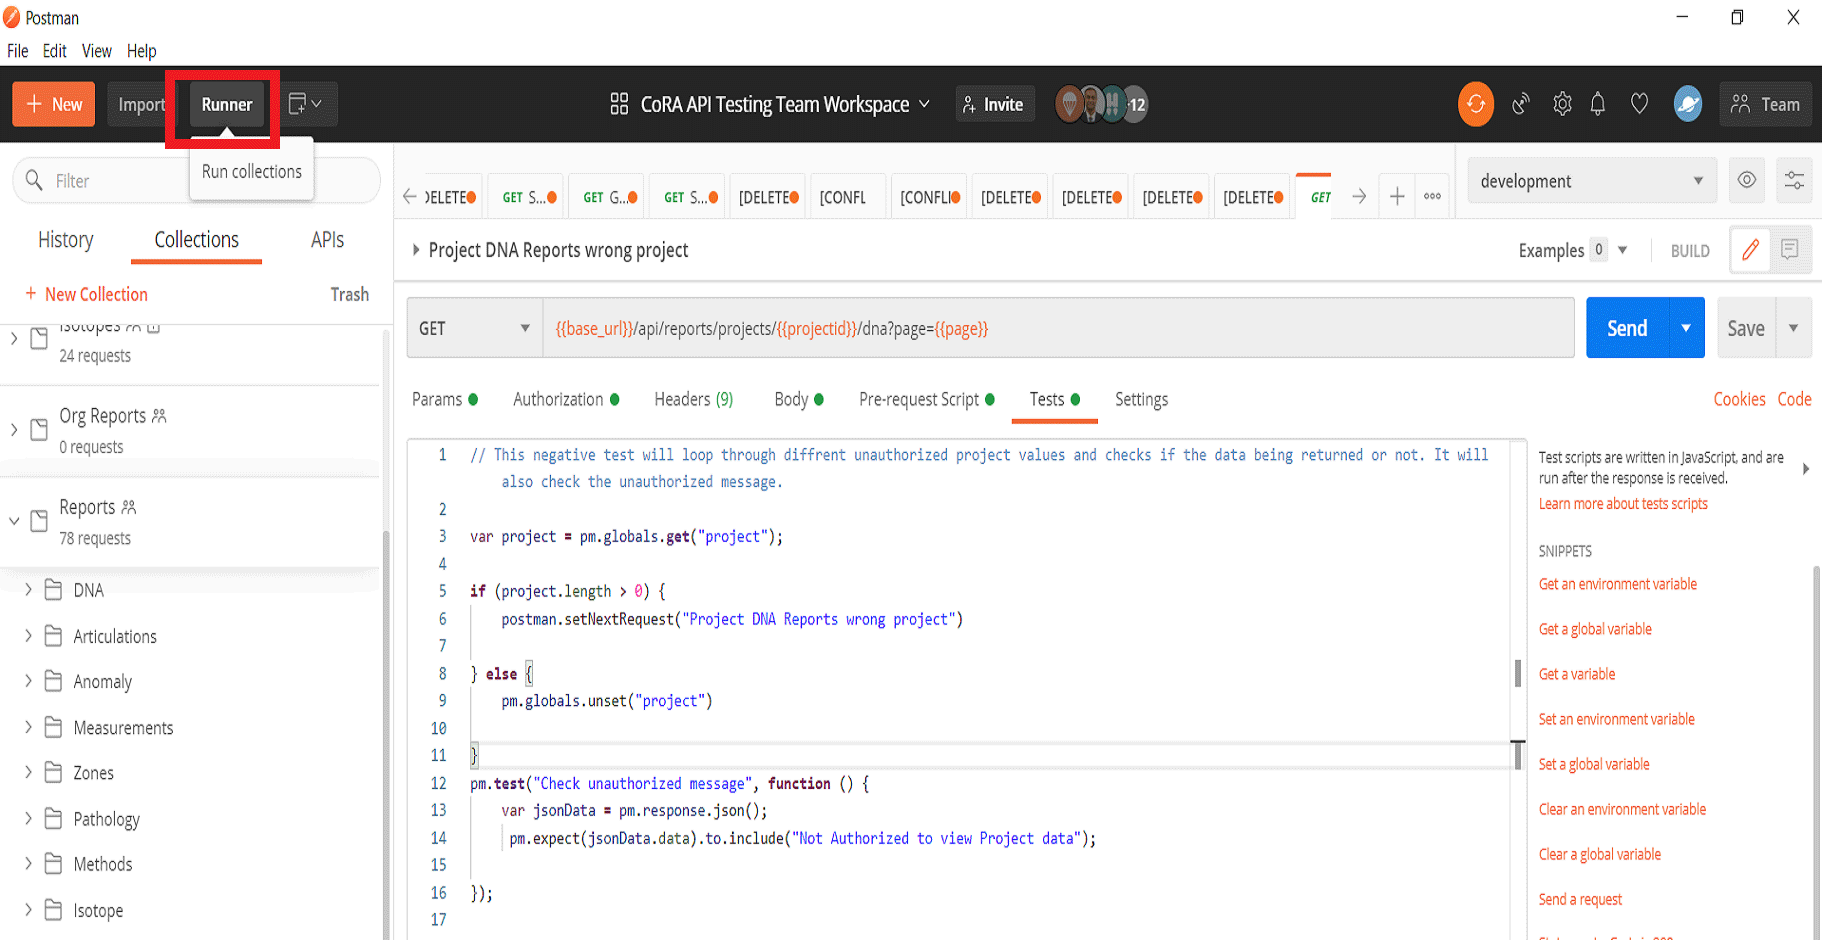 Postman
File Edit View Help
+ New Import Runner CoRA API Testing Team Workspace Invite +12 Team
Run collections
Filter
History Collections APIs
+ New Collection Trash
Isotopes
24 requests
Org Reports
0 requests
Reports
78 requests
DNA
Articulations
Anomaly
Measurements
Zones
Pathology
Methods
Isotope
DELETE GET S... GET G... GET S... [DELETE [CONFL [CONFLI [DELETE [DELETE [DELETE [DELETE GET
development
Project DNA Reports wrong project Examples 0 BUILD
GET {{base_url}}/api/reports/projects/{{projectid}}/dna?page={{page}} Send Save
Params Authorization Headers (9) Body Pre-request Script Tests Settings Cookies Code
1 // This negative test will loop through diffrent unauthorized project values and checks if the data being returned or not. It will
also check the unauthorized message.
2
3 var project = pm.globals.get("project");
4
5 if (project.length > 0) {
6 postman.setNextRequest("Project DNA Reports wrong project")
7
8 } else {
9 pm.globals.unset("project")
10
11 }
12 pm.test("Check unauthorized message", function () {
13 var jsonData = pm.response.json();
14 pm.expect(jsonData.data).to.include("Not Authorized to view Project data");
15
16 });
17
Test scripts are written in JavaScript, and are
run after the response is received.
Learn more about tests scripts
SNIPPETS
Get an environment variable
Get a global variable
Get a variable
Set an environment variable
Set a global variable
Clear an environment variable
Clear a global variable
Send a request